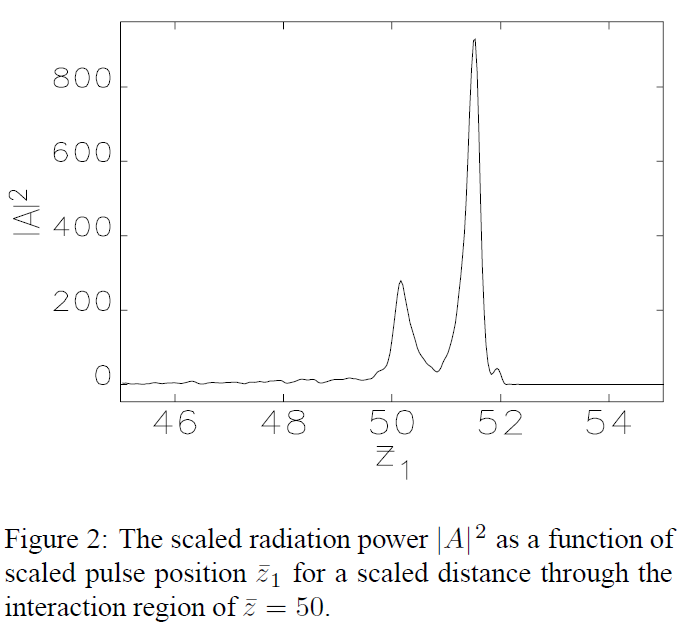 800
600
|A|²
400
200
0
46 48 50 52 54
z̄₁
Figure 2: The scaled radiation power |A|² as a function of
scaled pulse position z̄₁ for a scaled distance through the
interaction region of z̄ = 50.